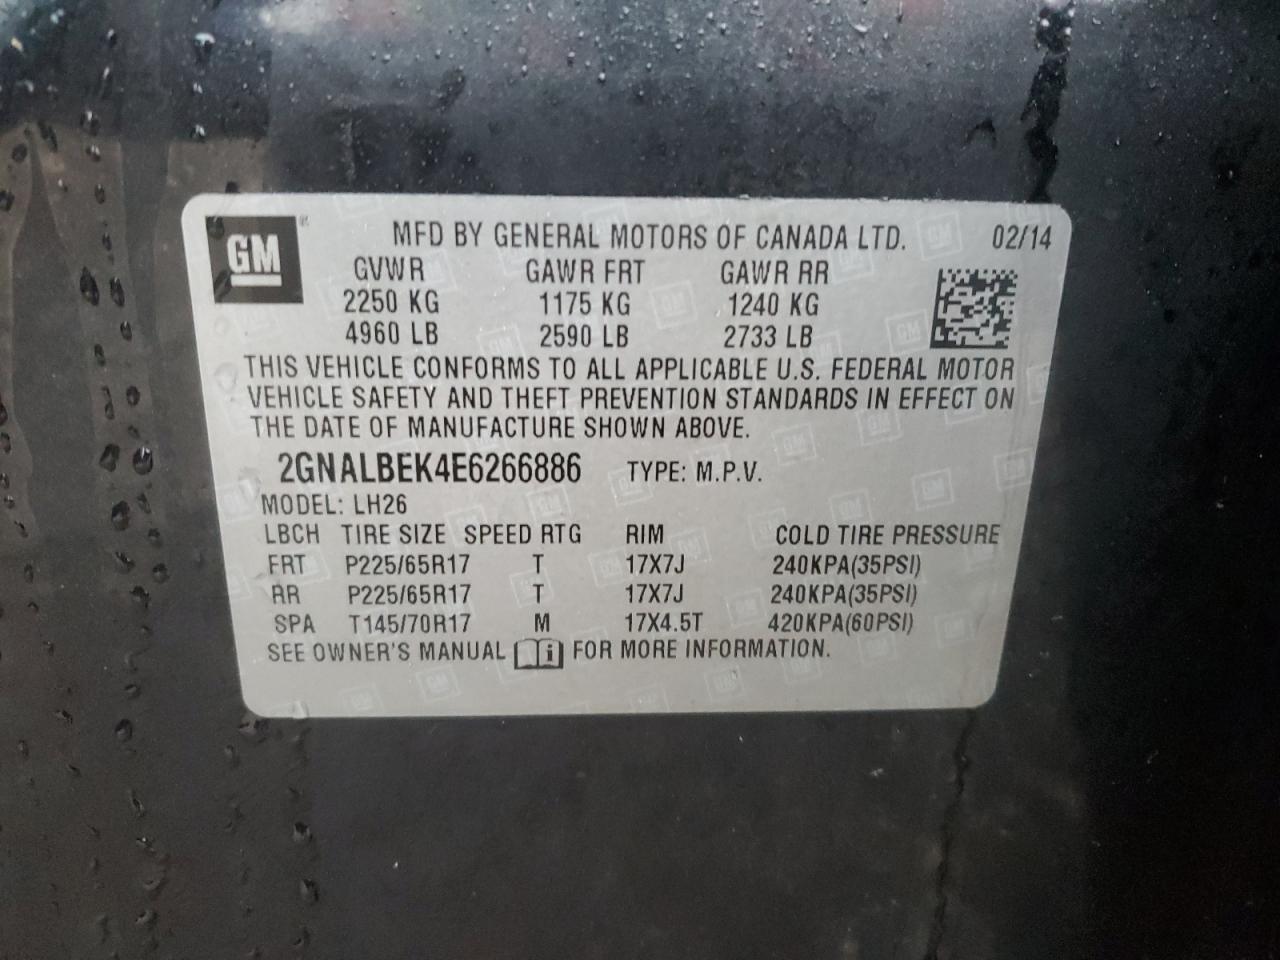 GM ® MFD BY GENERAL MOTORS OF CANADA LTD. 02/14
GVWR GAWR FRT GAWR RR
2250 KG 1175 KG 1240 KG
4960 LB 2590 LB 2733 LB
THIS VEHICLE CONFORMS TO ALL APPLICABLE U.S. FEDERAL MOTOR
VEHICLE SAFETY AND THEFT PREVENTION STANDARDS IN EFFECT ON
THE DATE OF MANUFACTURE SHOWN ABOVE.
2GNALBEK4E6266886 TYPE: M.P.V.
MODEL: LH26
LBCH TIRE SIZE SPEED RTG RIM COLD TIRE PRESSURE
FRT P225/65R17 T 17X7J 240KPA(35PSI)
RR P225/65R17 T 17X7J 240KPA(35PSI)
SPA T145/70R17 M 17X4.5T 420KPA(60PSI)
SEE OWNER'S MANUAL i FOR MORE INFORMATION.